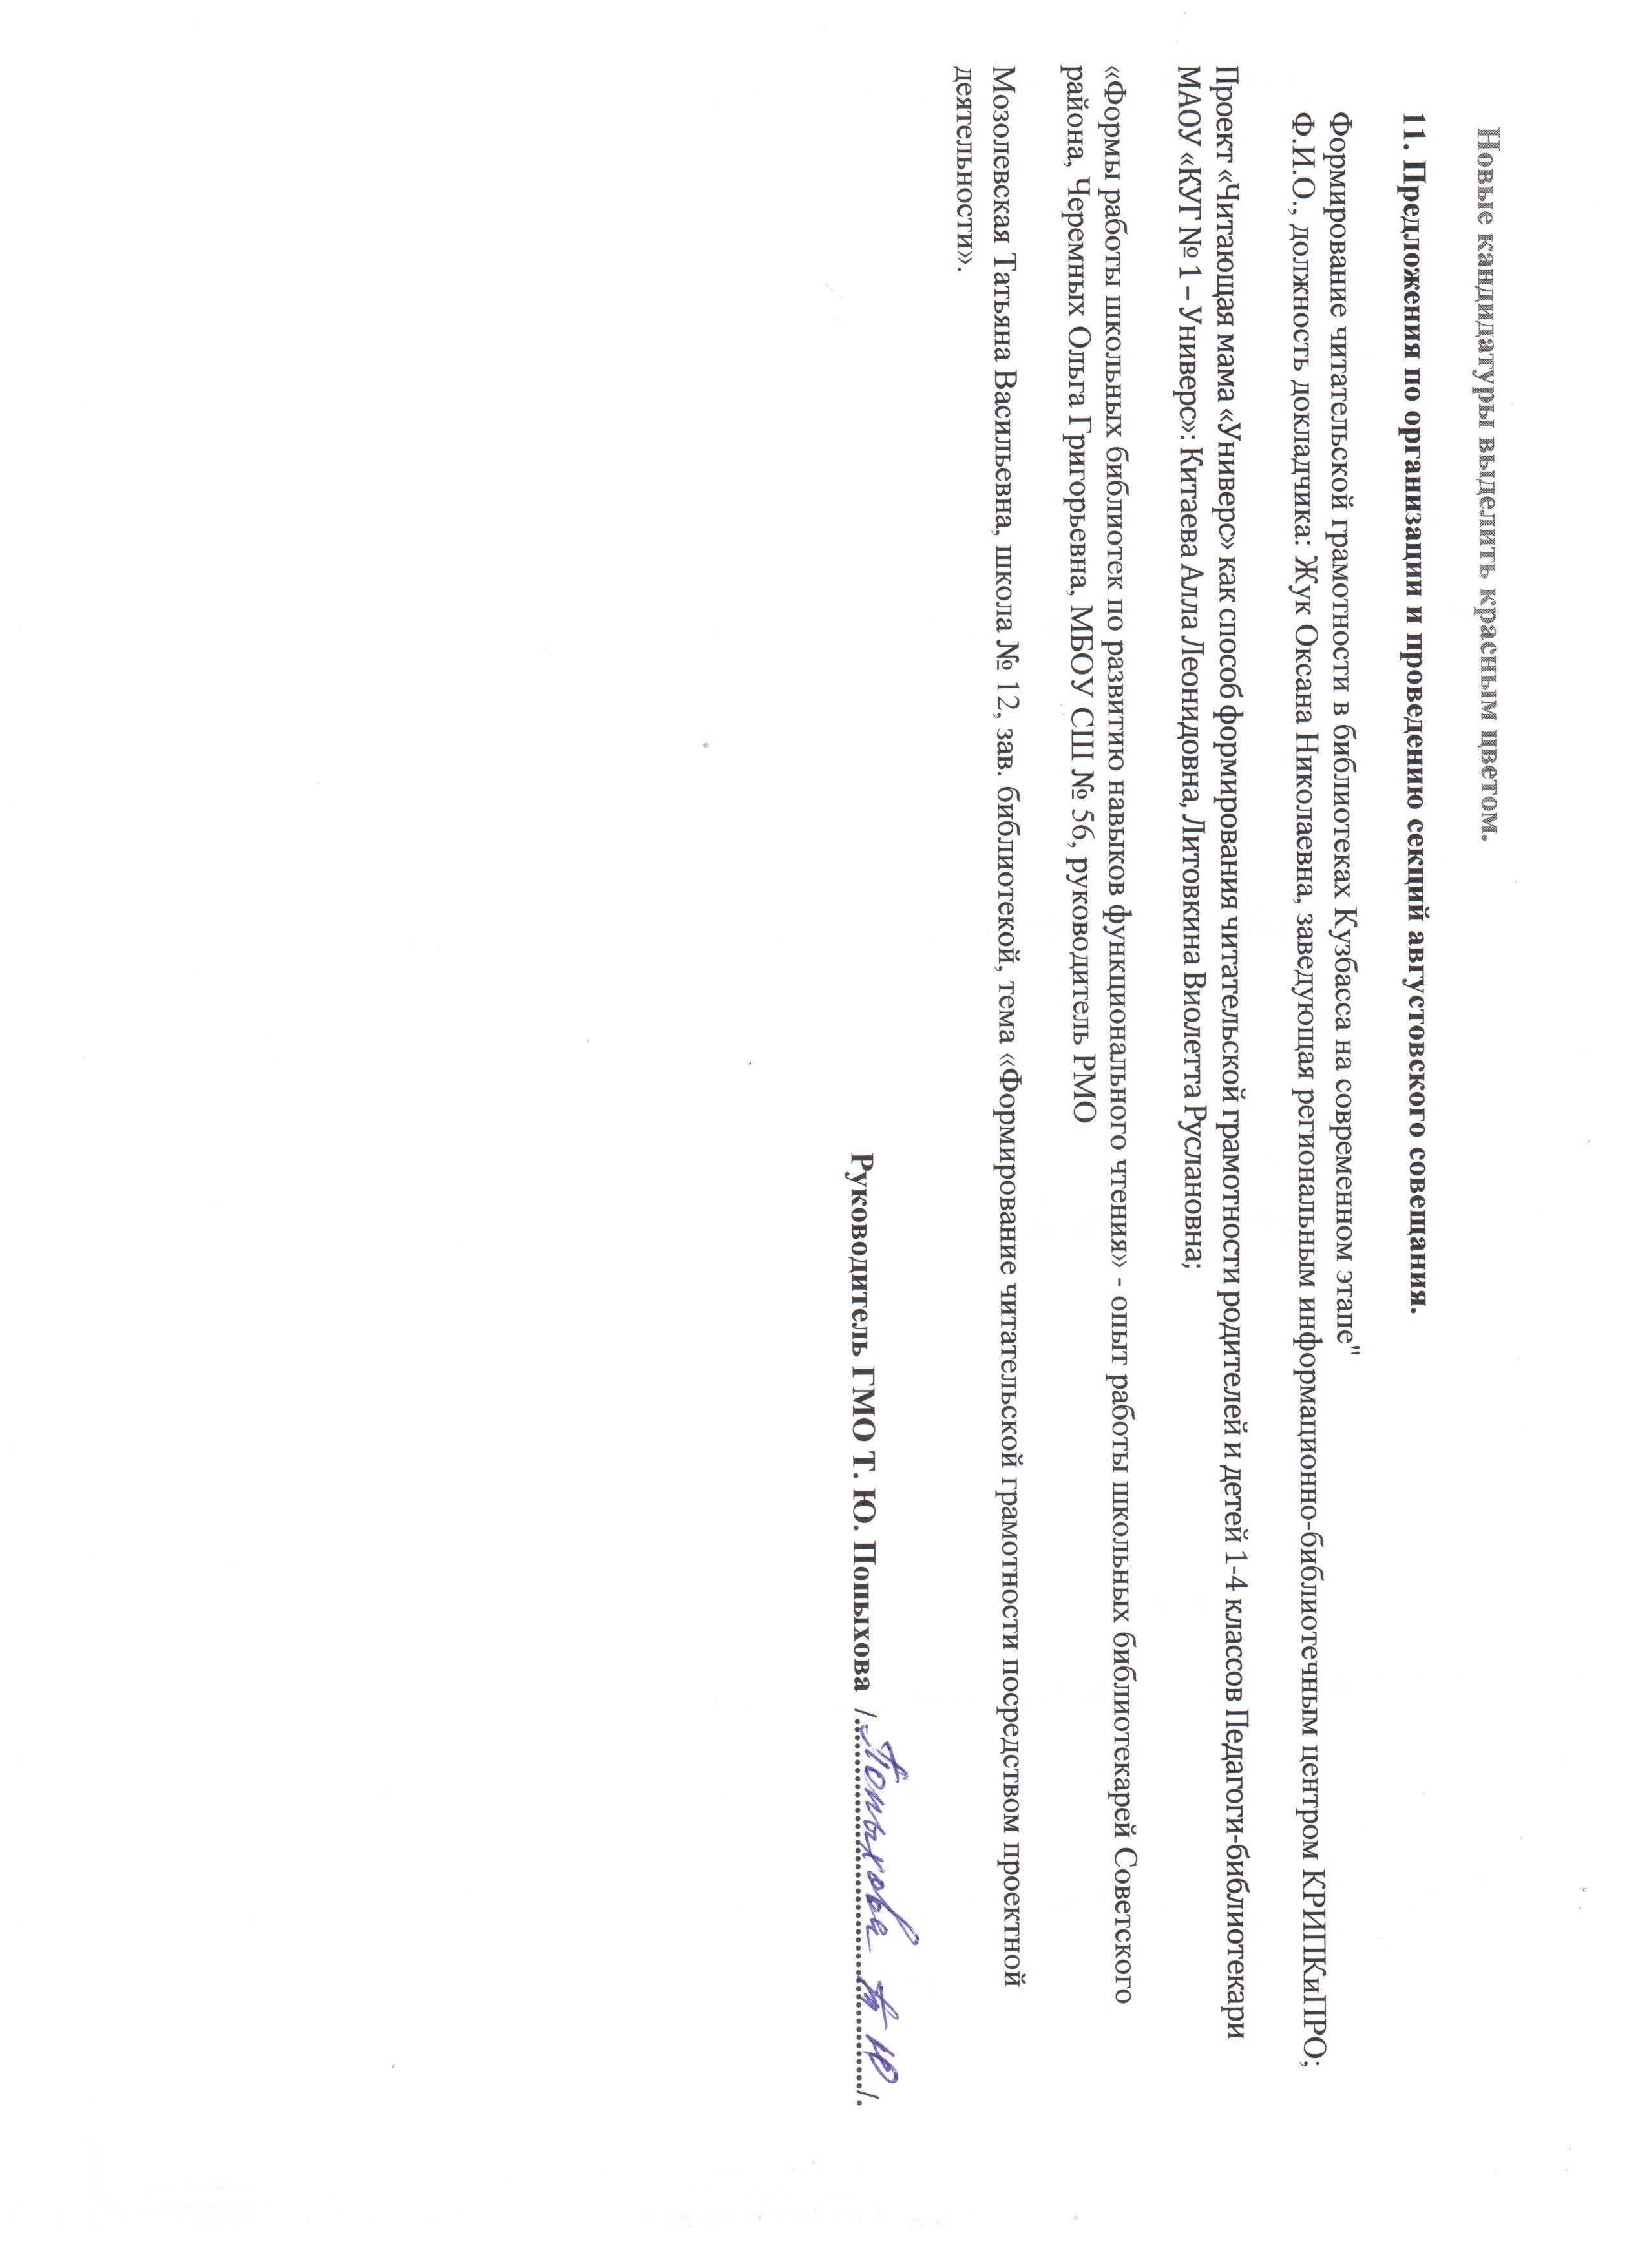 Новые кандидатуры выделить красным цветом.
11. Предложения по организации и проведению секций августовского совещания.
Формирование читательской грамотности в библиотеках Кузбасса на современном этапе"
Ф.И.О., должность докладчика: Жук Оксана Николаевна, заведующая региональным информационно-библиотечным центром КРИПКиПРО;
Проект «Читающая мама «Универс» как способ формирования читательской грамотности родителей и детей 1-4 классов Педагоги-библиотекари
МАОУ «КУГ № 1 – Универс»: Китаева Алла Леонидовна, Литовкина Виолетта Руслановна;
«Формы работы школьных библиотек по развитию навыков функционального чтения» - опыт работы школьных библиотекарей Советского
района, Черемных Ольга Григорьевна, МБОУ СШ № 56, руководитель РМО
Мозолевская Татьяна Васильевна, школа № 12, зав. библиотекой, тема «Формирование читательской грамотности посредством проектной
деятельности».
Руководитель ГМО Т. Ю. Попыхова /.Попыхова Т Ю./.